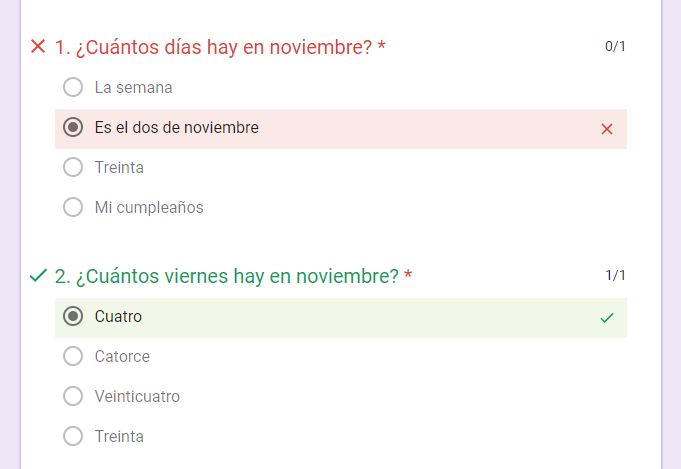 1. ¿Cuántos días hay en noviembre? * 0/1
La semana
Es el dos de noviembre
Treinta
Mi cumpleaños
2. ¿Cuántos viernes hay en noviembre? * 1/1
Cuatro
Catorce
Veinticuatro
Treinta